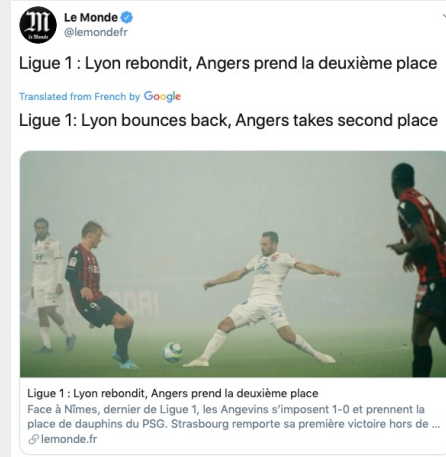 Le Monde
@lemondefr
Ligue 1 : Lyon rebondit, Angers prend la deuxième place
Translated from French by Google
Ligue 1: Lyon bounces back, Angers takes second place
Ligue 1 : Lyon rebondit, Angers prend la deuxième place
Face à Nîmes, dernier de Ligue 1, les Angevins s’imposent 1-0 et prennent la
place de dauphins du PSG. Strasbourg remporte sa première victoire hors de ...
lemonde.fr